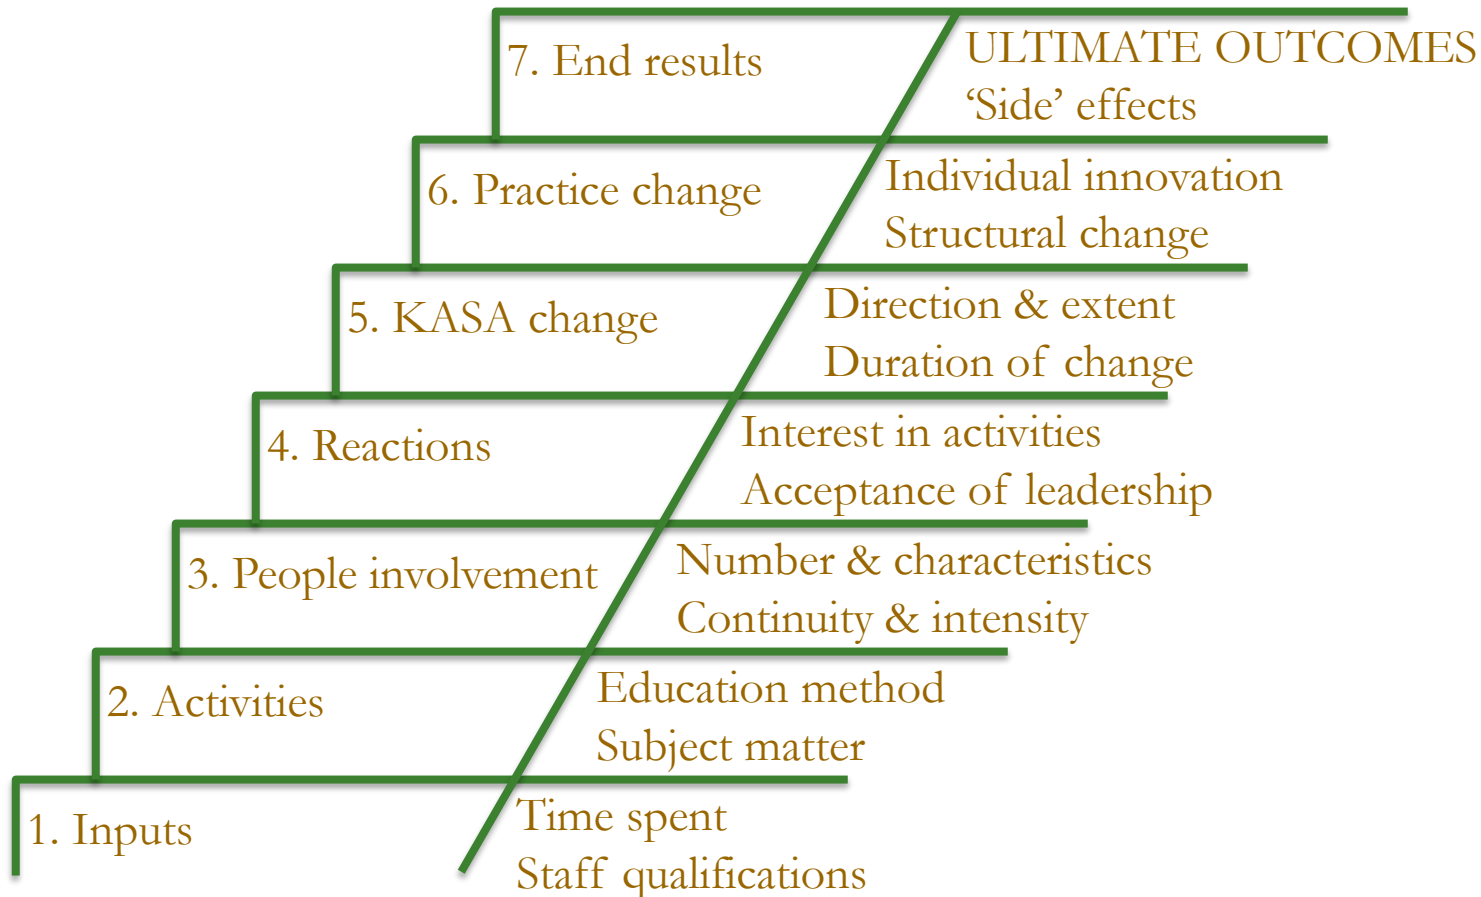 7. End results
ULTIMATE OUTCOMES
‘Side’ effects
6. Practice change
Individual innovation
Structural change
5. KASA change
Direction & extent
Duration of change
4. Reactions
Interest in activities
Acceptance of leadership
3. People involvement
Number & characteristics
Continuity & intensity
2. Activities
Education method
Subject matter
1. Inputs
Time spent
Staff qualifications